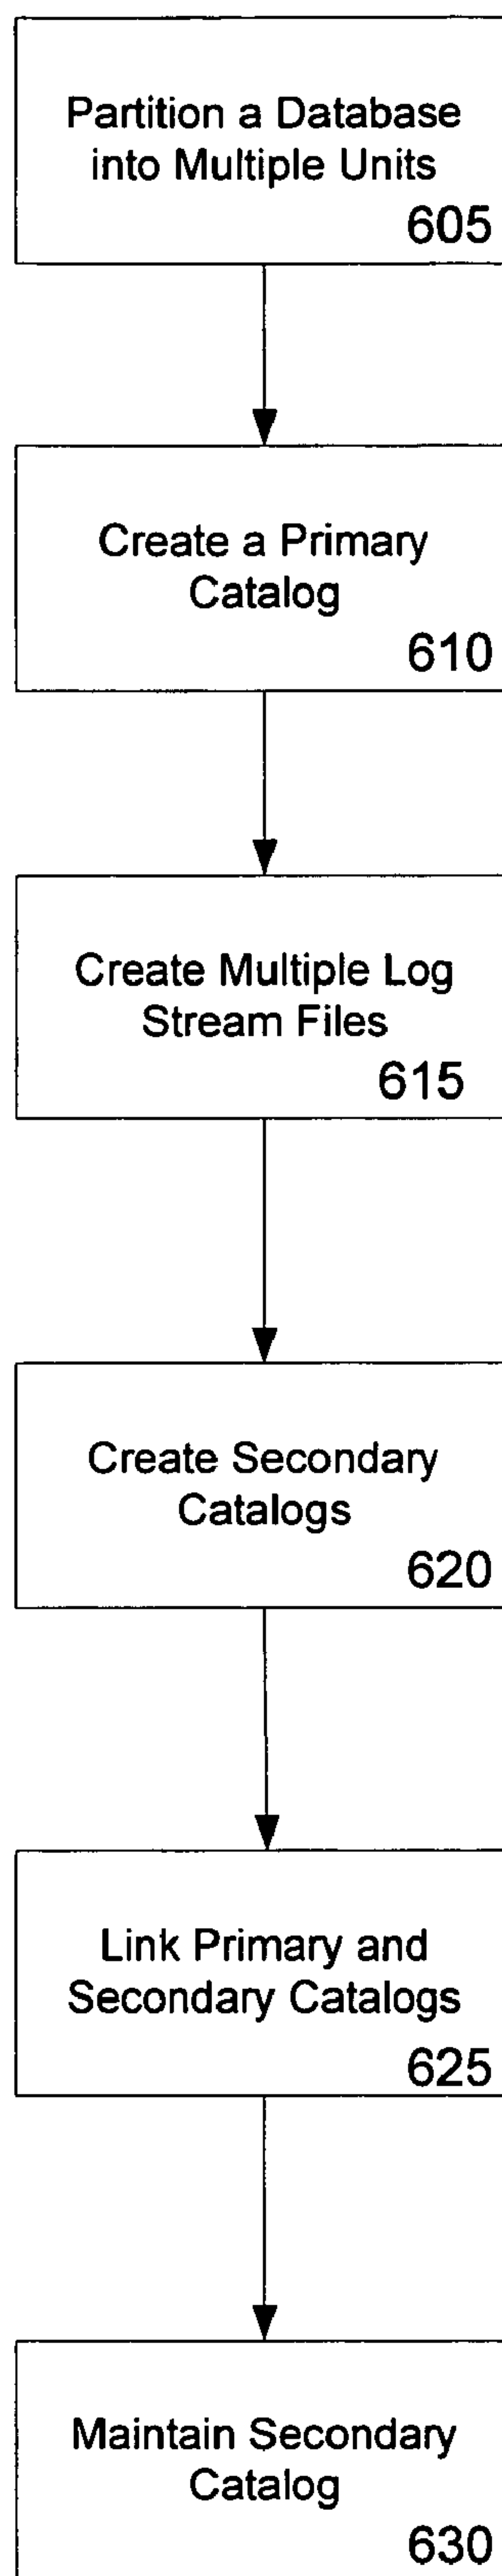 Partition a Database
into Multiple Units
605
Create a Primary
Catalog
610
Create Multiple Log
Stream Files
615
Create Secondary
Catalogs
620
Link Primary and
Secondary Catalogs
625
Maintain Secondary
Catalog
630